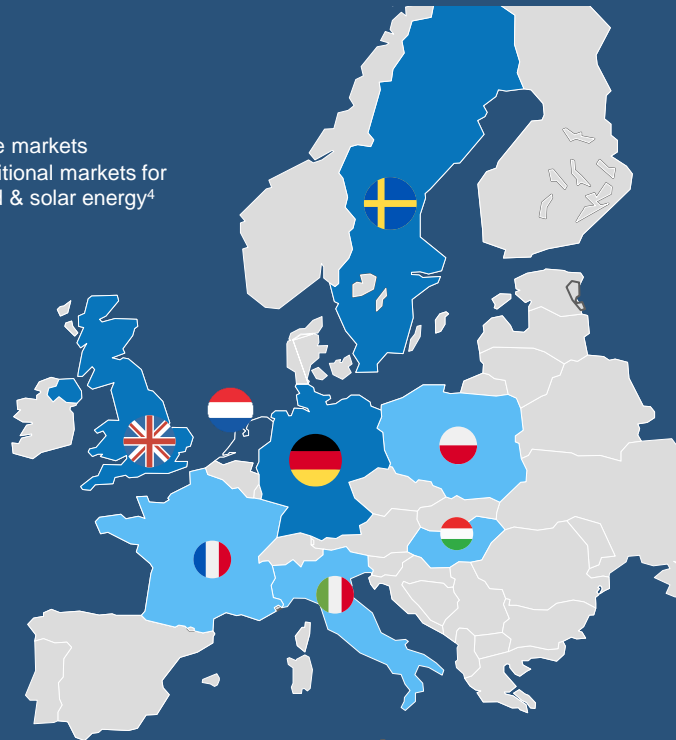 e markets
itional markets for
l & solar energy⁴